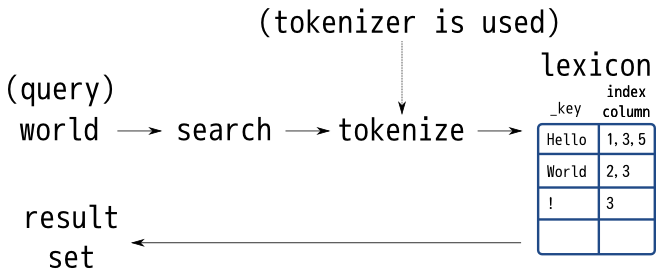 (tokenizer is used)
lexicon
(query)
world
search
tokenize
_key
index
column
Hello 1,3,5
World 2,3
! 3
result
set